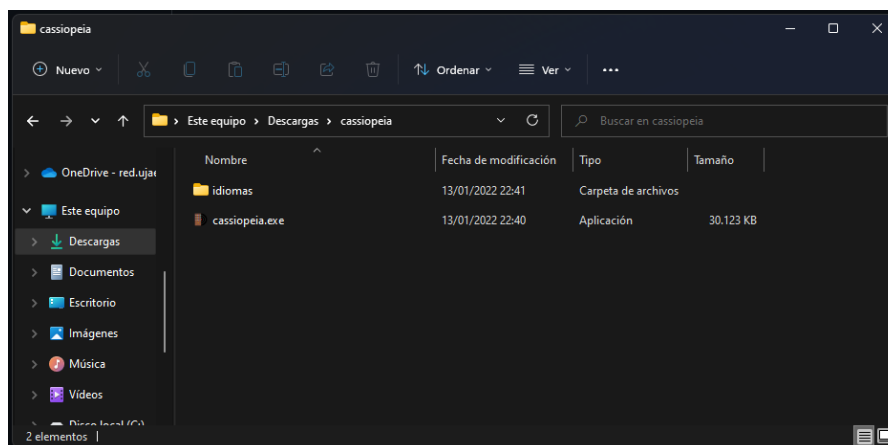 cassiopeia
Nuevo
Ordenar
Ver
Este equipo > Descargas > cassiopeia
Buscar en cassiopeia
Nombre Fecha de modificación Tipo Tamaño
OneDrive - red.ujae
Este equipo
Descargas
Documentos
Escritorio
Imágenes
Música
Vídeos
Disco local (C:)
idiomas 13/01/2022 22:41 Carpeta de archivos
cassiopeia.exe 13/01/2022 22:40 Aplicación 30.123 KB
2 elementos